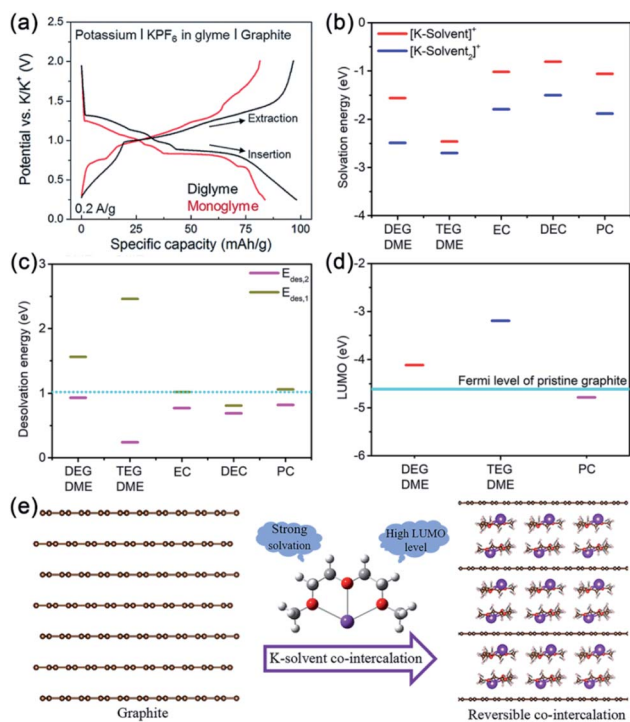 (a)
Potassium | KPF6 in glyme | Graphite
Potential vs. K/K+ (V)
2.0
1.5
1.0
0.5
0.0
Extraction
Insertion
Diglyme
Monoglyme
0.2 A/g
0 25 50 75 100
Specific capacity (mAh/g)
(b)
[K-Solvent]+
[K-Solvent2]+
Solvation energy (eV)
0
-1
-2
-3
-4
DEG TEG EC DEC PC
DME DME
(c)
E des,2
E des,1
Desolvation energy (eV)
3
2
1
0
DEG TEG EC DEC PC
DME DME
(d)
LUMO (eV)
-2
-3
-4
-5
-6
Fermi level of pristine graphite
DEG TEG PC
DME DME
(e)
Strong
solvation
High LUMO
level
K-solvent co-intercalation
Graphite
Reversible co-intercalation